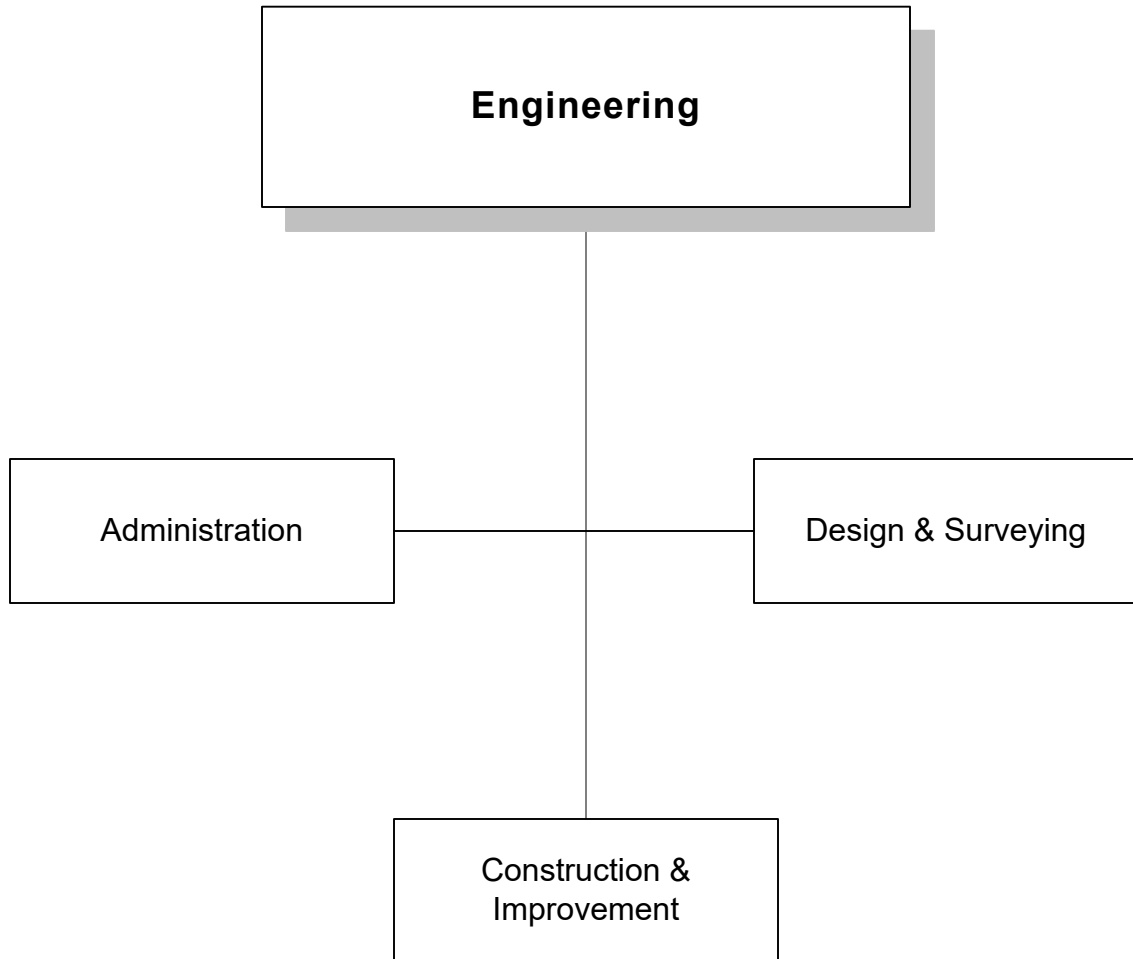 Engineering
Administration
Design & Surveying
Construction &
Improvement